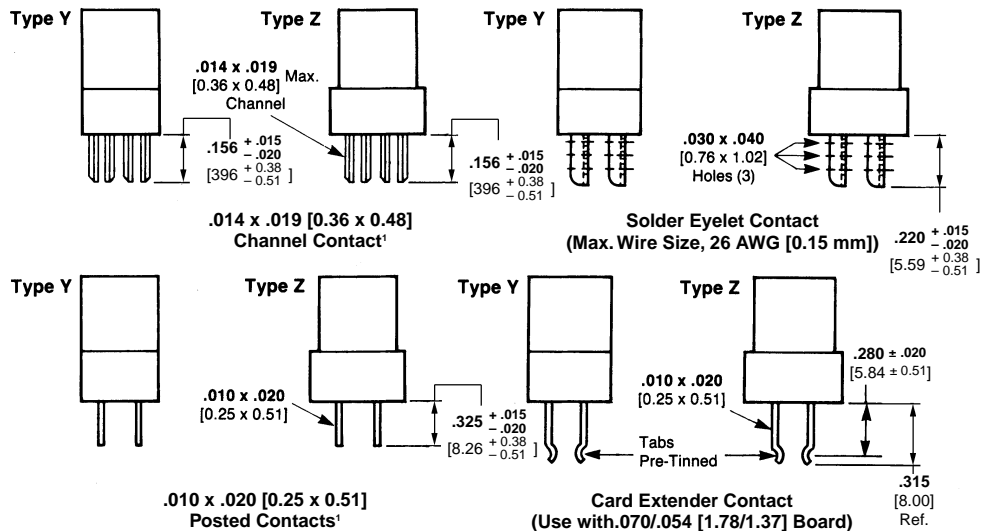 Type Y
Type Z
.014 x .019
[0.36 x 0.48] Max.
Channel
.156 + .015 – .020
[396 + 0.38 – 0.51 ]
.156 + .015 – .020
[396 + 0.38 – 0.51 ]
.014 x .019 [0.36 x 0.48]
Channel Contact¹
Type Y
Type Z
.030 x .040
[0.76 x 1.02]
Holes (3)
.220 + .015 – .020
[5.59 + 0.38 – 0.51 ]
Solder Eyelet Contact
(Max. Wire Size, 26 AWG [0.15 mm])
Type Y
Type Z
.010 x .020
[0.25 x 0.51]
.325 + .015 – .020
[8.26 + 0.38 – 0.51 ]
.010 x .020 [0.25 x 0.51]
Posted Contacts¹
Type Y
Type Z
.010 x .020
[0.25 x 0.51]
.280 ± .020
[5.84 ± 0.51]
Tabs
Pre-Tinned
.315
[8.00]
Ref.
Card Extender Contact
(Use with.070/.054 [1.78/1.37] Board)